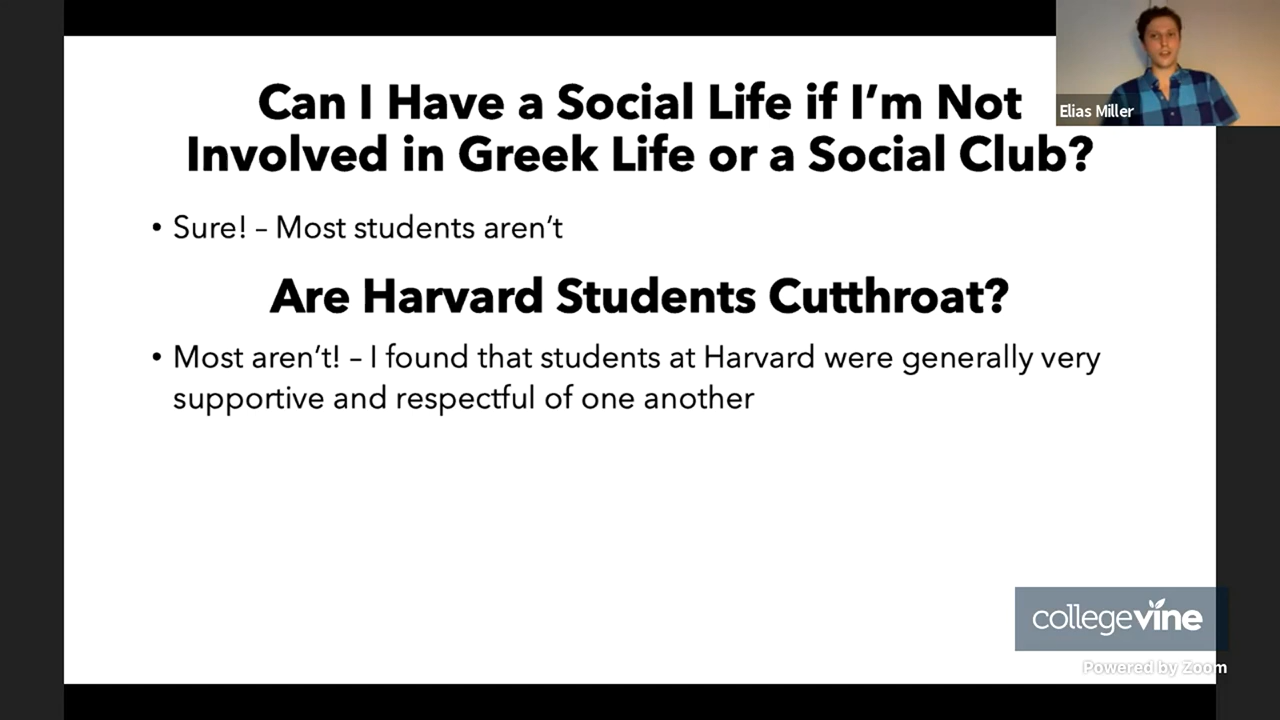 Can I Have a Social Life if I’m Not
Involved in Greek Life or a Social Club?
Elias Miller
• Sure! – Most students aren’t
Are Harvard Students Cutthroat?
• Most aren’t! – I found that students at Harvard were generally very
supportive and respectful of one another
collegevine
Powered by Zoom